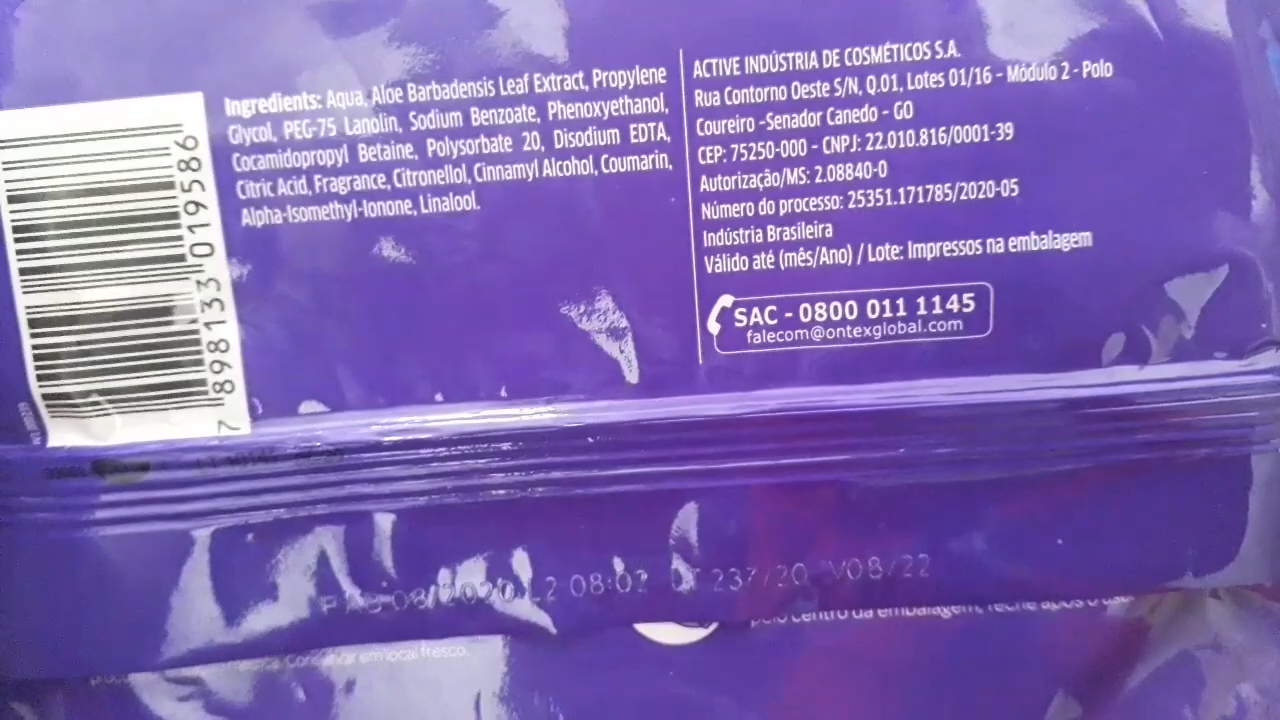 Ingredients: Aqua, Aloe Barbadensis Leaf Extract, Propylene
Glycol, PEG-75 Lanolin, Sodium Benzoate, Phenoxyethanol,
Cocamidopropyl Betaine, Polysorbate 20, Disodium EDTA,
Citric Acid, Fragrance, Citronellol, Cinnamyl Alcohol, Coumarin,
Alpha-Isomethyl-Ionone, Linalool.
ACTIVE INDÚSTRIA DE COSMÉTICOS S.A.
Rua Contorno Oeste S/N, Q.01, Lotes 01/16 - Módulo 2 - Polo
Coureiro -Senador Canedo - GO
CEP: 75250-000 - CNPJ: 22.010.816/0001-39
Autorização/MS: 2.08840-0
Número do processo: 25351.171785/2020-05
Indústria Brasileira
Válido até (mês/Ano) / Lote: Impressos na embalagem
SAC - 0800 011 1145
falecom@ontexglobal.com
7 898133 019586
08/2020 L2 08:02 237/20 V08/22
centro da embalagem, feche após o
Conservar em local fresco.